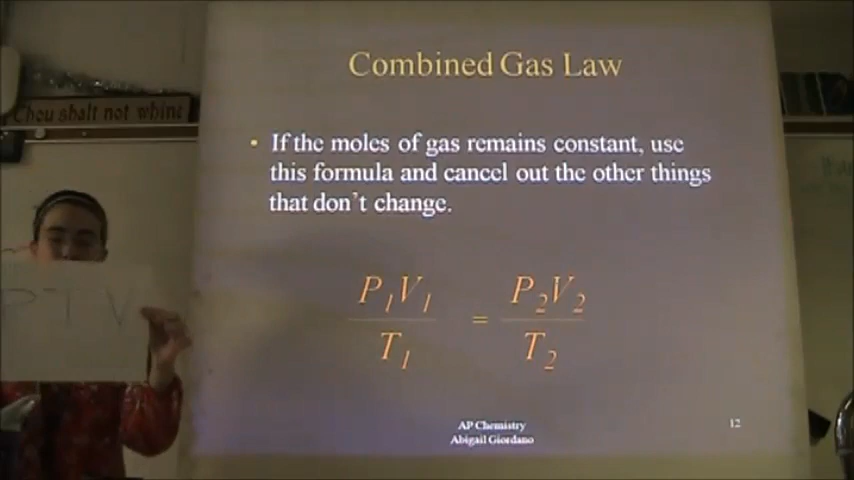 Combined Gas Law
Thou shalt not whine
• If the moles of gas remains constant, use
this formula and cancel out the other things
that don't change.
P T V
P₁V₁ / T₁ = P₂V₂ / T₂
AP Chemistry
Abigail Giordano
12